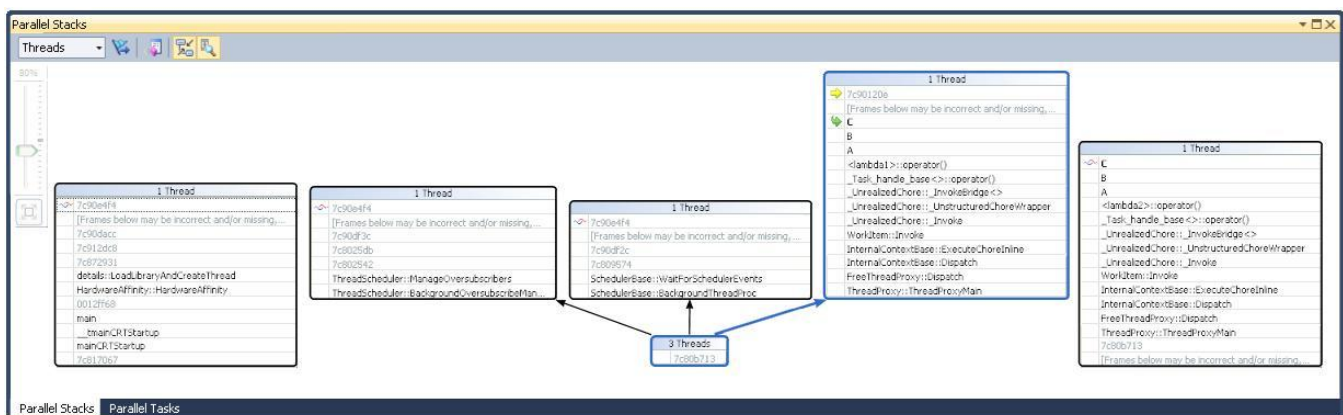 Parallel Stacks
Threads
80%
1 Thread
7c90e4f4
[Frames below may be incorrect and/or missing, ...
7c90dacc
7c912dc8
7c872931
details::LoadLibraryAndCreateThread
HardwareAffinity::HardwareAffinity
0012ff68
main
__tmainCRTStartup
mainCRTStartup
7c817067
1 Thread
7c90e4f4
[Frames below may be incorrect and/or missing, ...
7c90df3c
7c8025db
7c802542
ThreadScheduler::ManageOversubscribers
ThreadScheduler::BackgroundOversubscribeMan...
1 Thread
7c90e4f4
[Frames below may be incorrect and/or missing, ...
7c90df2c
7c809574
SchedulerBase::WaitForSchedulerEvents
SchedulerBase::BackgroundThreadProc
1 Thread
7c90120e
[Frames below may be incorrect and/or missing, ...
C
B
A
<lambda1>::operator()
_Task_handle_base<>::operator()
_UnrealizedChore::_InvokeBridge<>
_UnrealizedChore::_UnstructuredChoreWrapper
_UnrealizedChore::_Invoke
WorkItem::Invoke
InternalContextBase::ExecuteChoreInline
InternalContextBase::Dispatch
FreeThreadProxy::Dispatch
ThreadProxy::ThreadProxyMain
1 Thread
C
B
A
<lambda2>::operator()
_Task_handle_base<>::operator()
_UnrealizedChore::_InvokeBridge<>
_UnrealizedChore::_UnstructuredChoreWrapper
_UnrealizedChore::_Invoke
WorkItem::Invoke
InternalContextBase::ExecuteChoreInline
InternalContextBase::Dispatch
FreeThreadProxy::Dispatch
ThreadProxy::ThreadProxyMain
7c80b713
[Frames below may be incorrect and/or missing, ...
3 Threads
7c80b713
Parallel Stacks Parallel Tasks